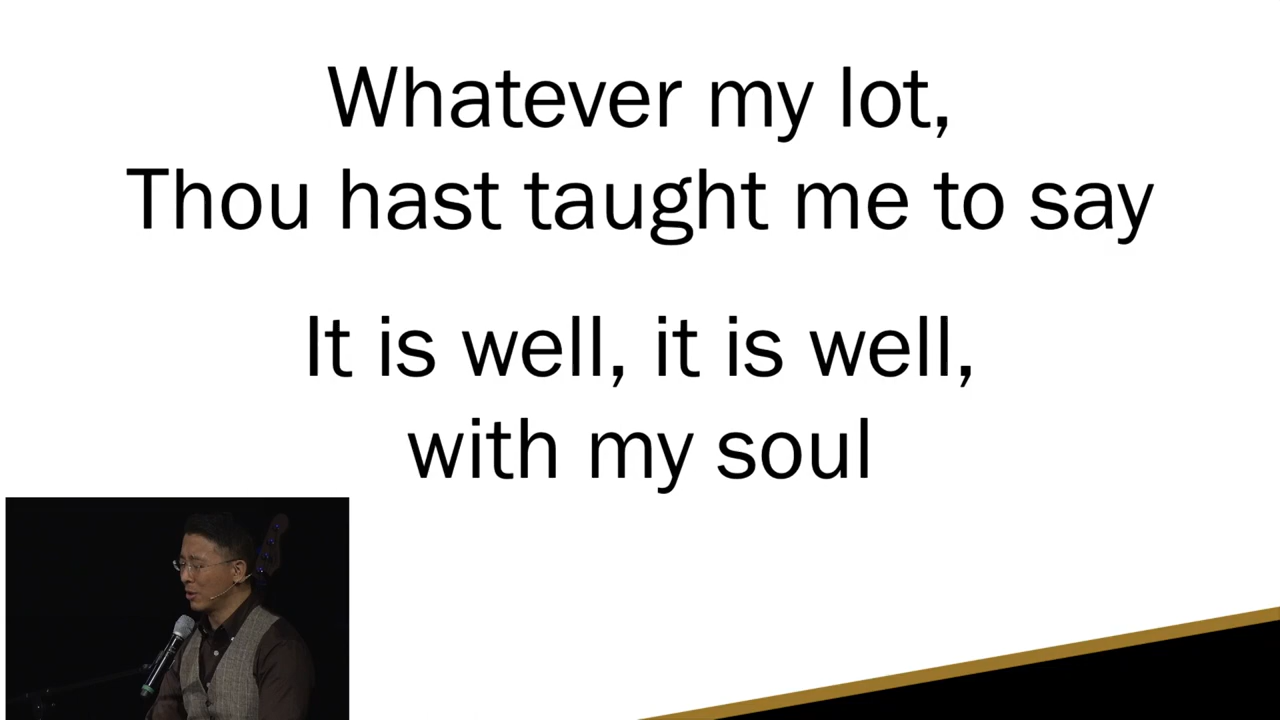 Whatever my lot,
Thou hast taught me to say
It is well, it is well,
with my soul